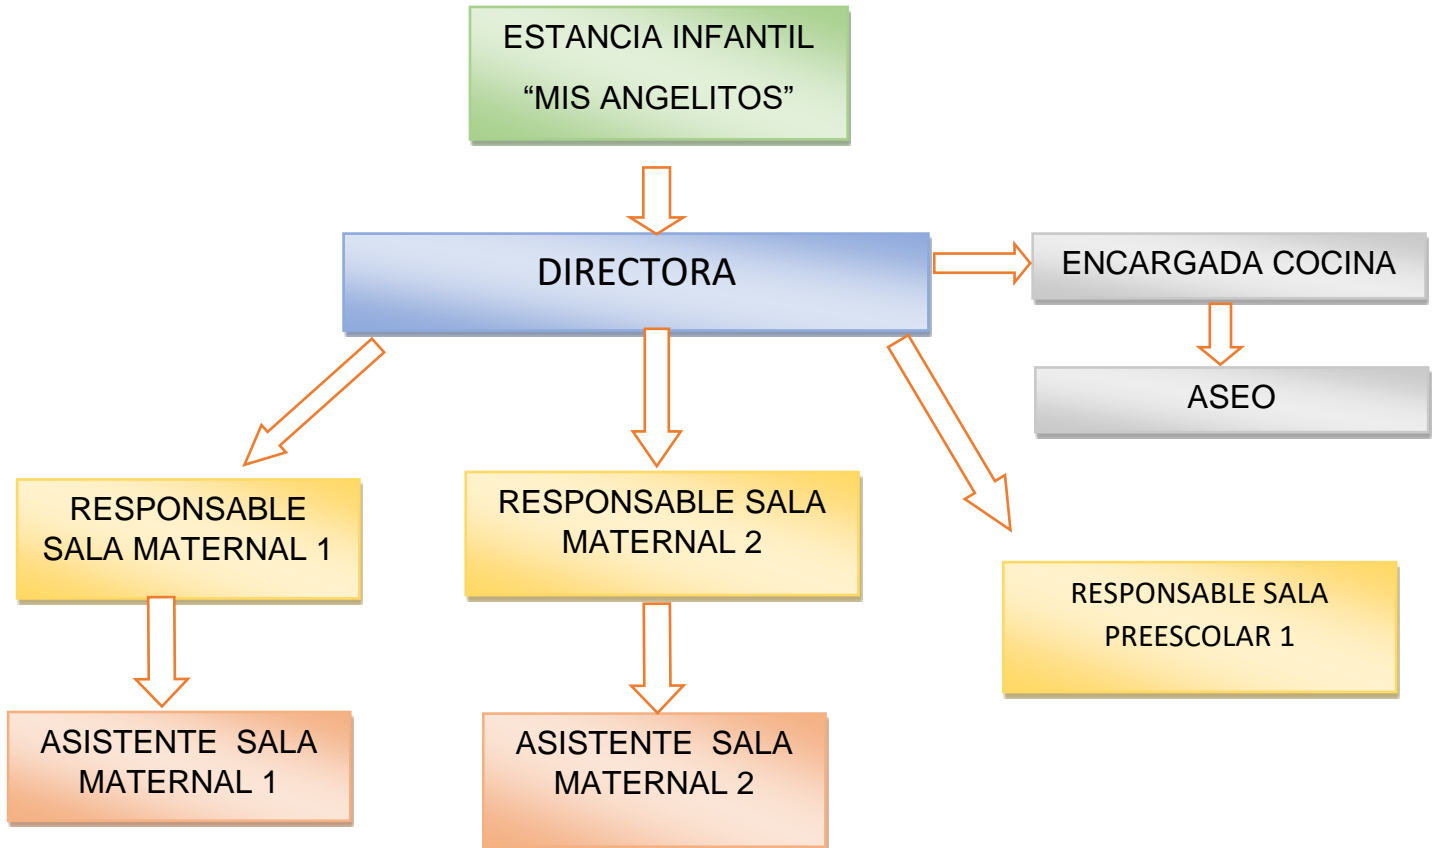 ESTANCIA INFANTIL
“MIS ANGELITOS”
DIRECTORA
ENCARGADA COCINA
ASEO
RESPONSABLE
SALA MATERNAL 1
RESPONSABLE SALA
MATERNAL 2
RESPONSABLE SALA
PREESCOLAR 1
ASISTENTE  SALA
MATERNAL 1
ASISTENTE  SALA
MATERNAL 2